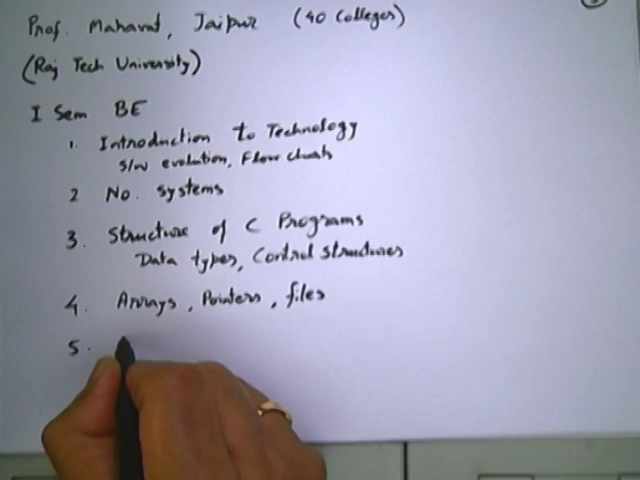 Prof. Mahavat, Jaipur (40 Colleges)
(Raj Tech University)
I Sem BE
1. Introduction to Technology
S/W evolution, Flow charts
2 No. systems
3. Structure of C Programs
Data types, Control structures
4. Arrays, Pointers, files
5.